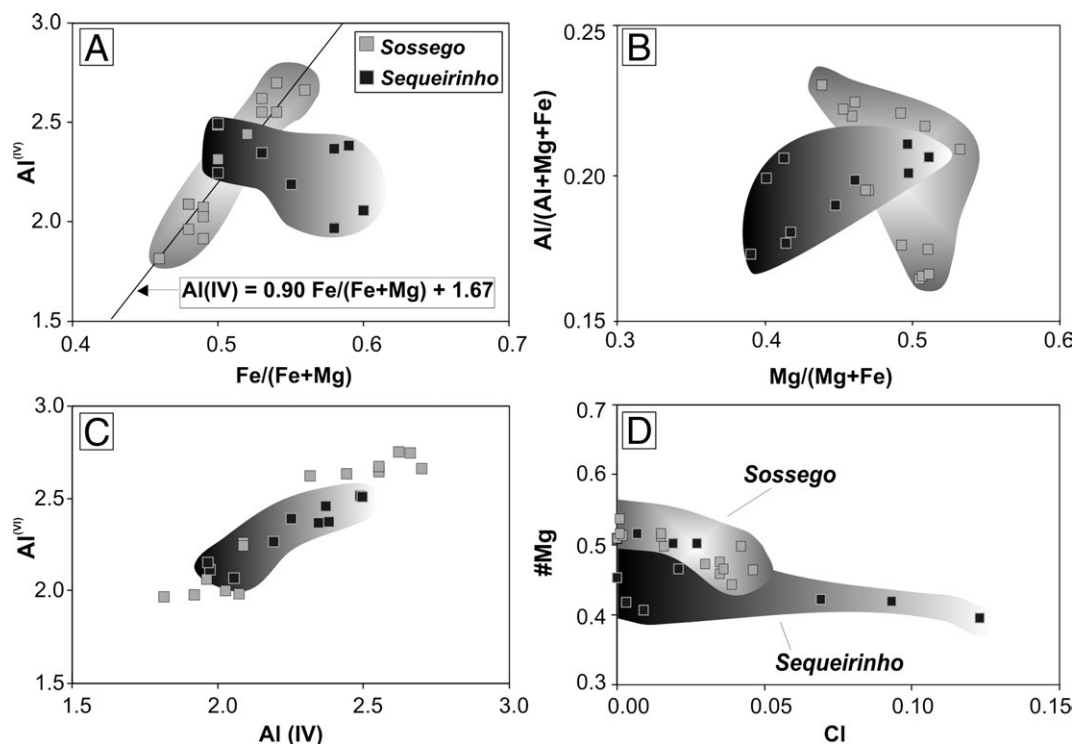 A
3.0
2.5
2.0
1.5
Al(IV)
0.4
0.5
0.6
0.7
Fe/(Fe+Mg)
Sossego
Sequeirinho
Al(IV) = 0.90 Fe/(Fe+Mg) + 1.67
B
0.25
0.20
0.15
Al/(Al+Mg+Fe)
0.3
0.4
0.5
0.6
Mg/(Mg+Fe)
C
3.0
2.5
2.0
1.5
Al(VI)
1.5
2.0
2.5
3.0
Al (IV)
D
0.7
0.6
0.5
0.4
0.3
#Mg
Sossego
Sequeirinho
0.00
0.05
0.10
0.15
Cl